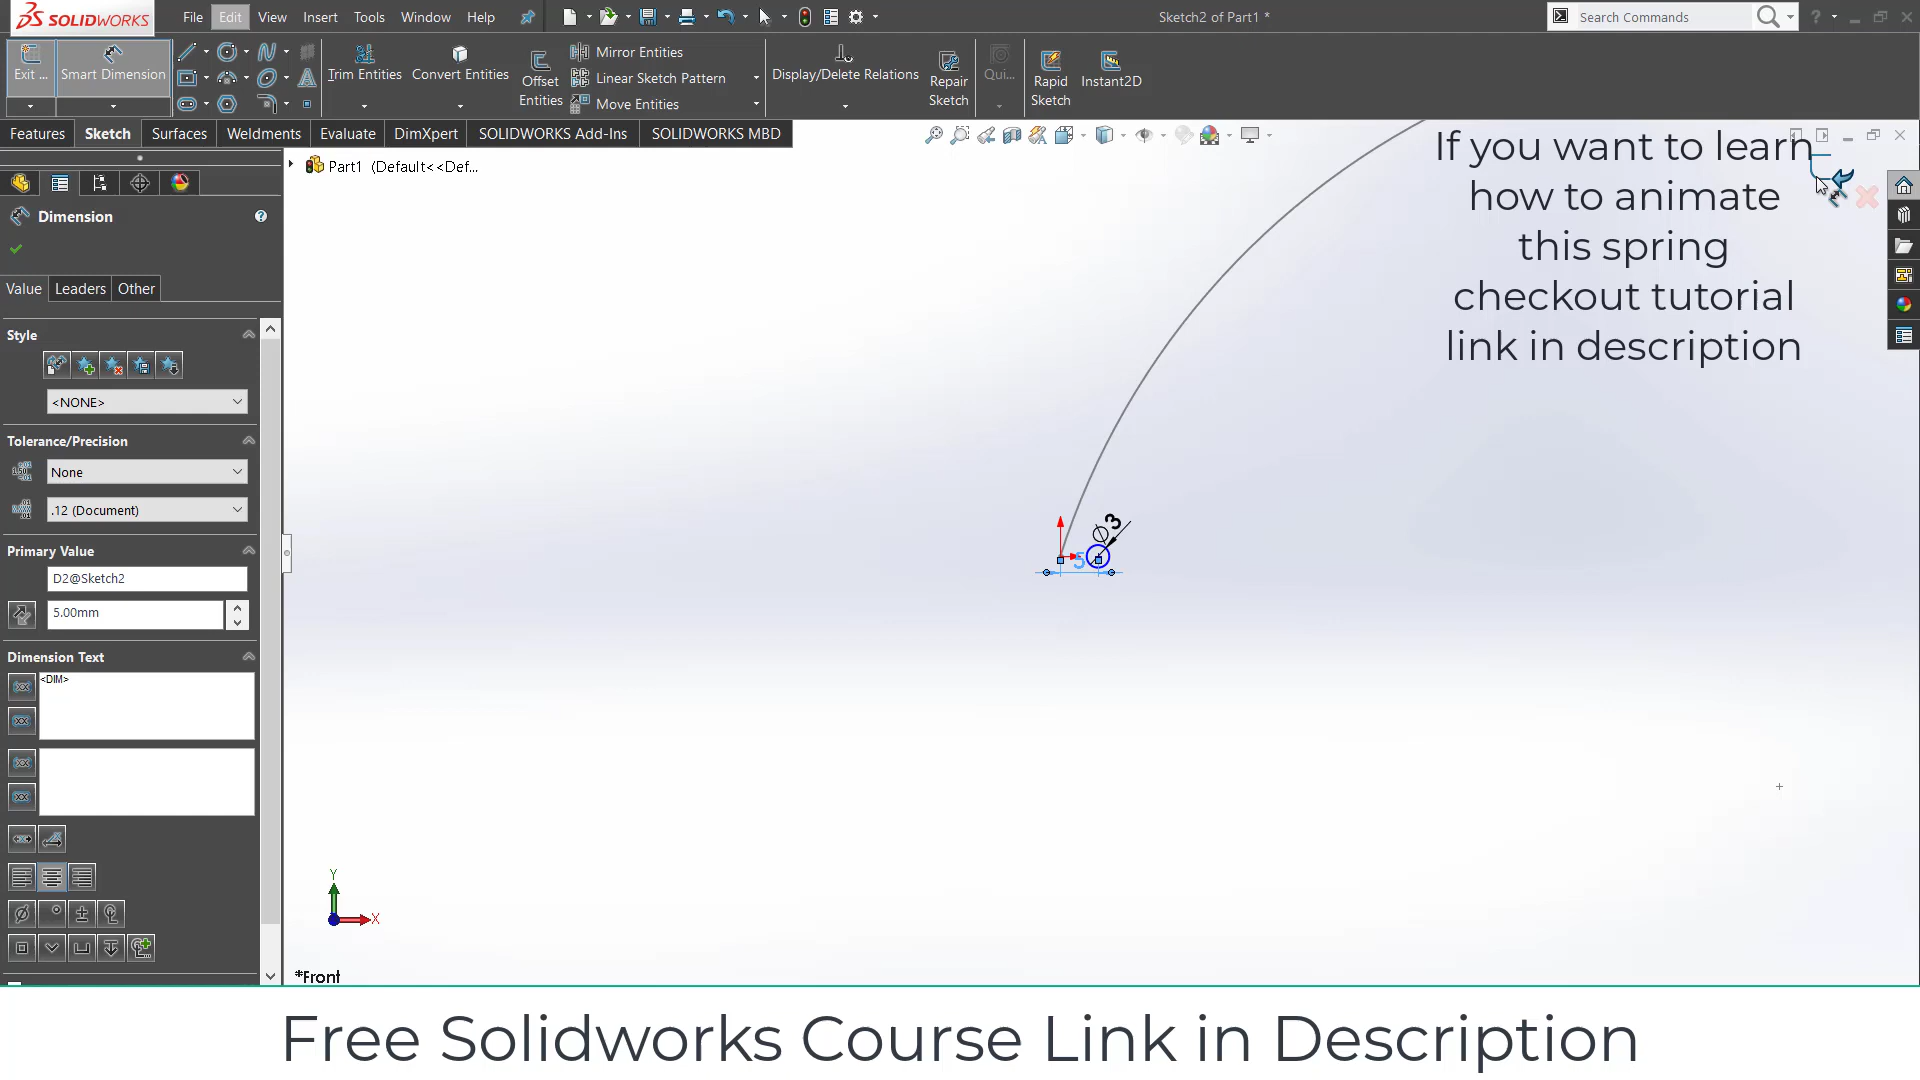 SOLIDWORKS
File Edit View Insert Tools Window Help
Sketch2 of Part1 *
Search Commands
Exit ...
Smart Dimension
Trim Entities
Convert Entities
Offset
Entities
Mirror Entities
Linear Sketch Pattern
Move Entities
Display/Delete Relations
Repair
Sketch
Qui...
Rapid
Sketch
Instant2D
Features Sketch Surfaces Weldments Evaluate DimXpert SOLIDWORKS Add-Ins SOLIDWORKS MBD
Part1 (Default<<Def...
Dimension
Value Leaders Other
Style
<NONE>
Tolerance/Precision
None
.12 (Document)
Primary Value
D2@Sketch2
5.00mm
Dimension Text
<DIM>
If you want to learn
how to animate
this spring
checkout tutorial
link in description
∅3
5
Y
X
*Front
Free Solidworks Course Link in Description